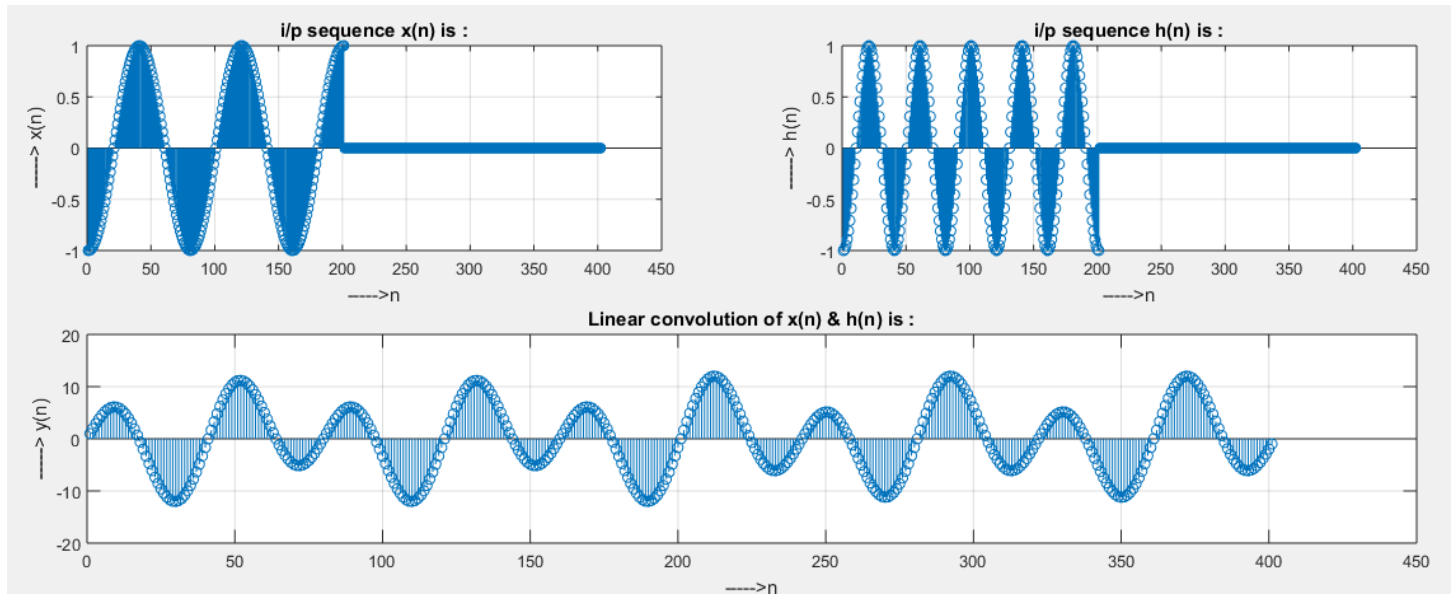 i/p sequence x(n) is :
1
0.5
0
-0.5
-1
-----> x(n)
0 50 100 150 200 250 300 350 400 450
----->n
i/p sequence h(n) is :
1
0.5
0
-0.5
-1
-----> h(n)
0 50 100 150 200 250 300 350 400 450
----->n
Linear convolution of x(n) & h(n) is :
20
10
0
-10
-20
-----> y(n)
0 50 100 150 200 250 300 350 400 450
----->n